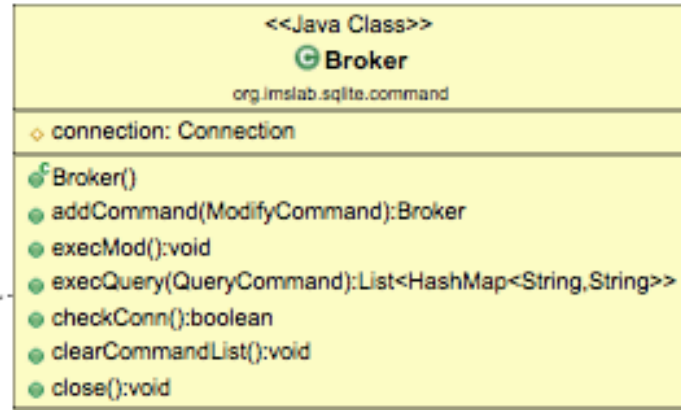 <<Java Class>>
C Broker
org.imslab.sqlite.command
connection: Connection
C Broker()
addCommand(ModifyCommand):Broker
execMod():void
execQuery(QueryCommand):List<HashMap<String,String>>
checkConn():boolean
clearCommandList():void
close():void